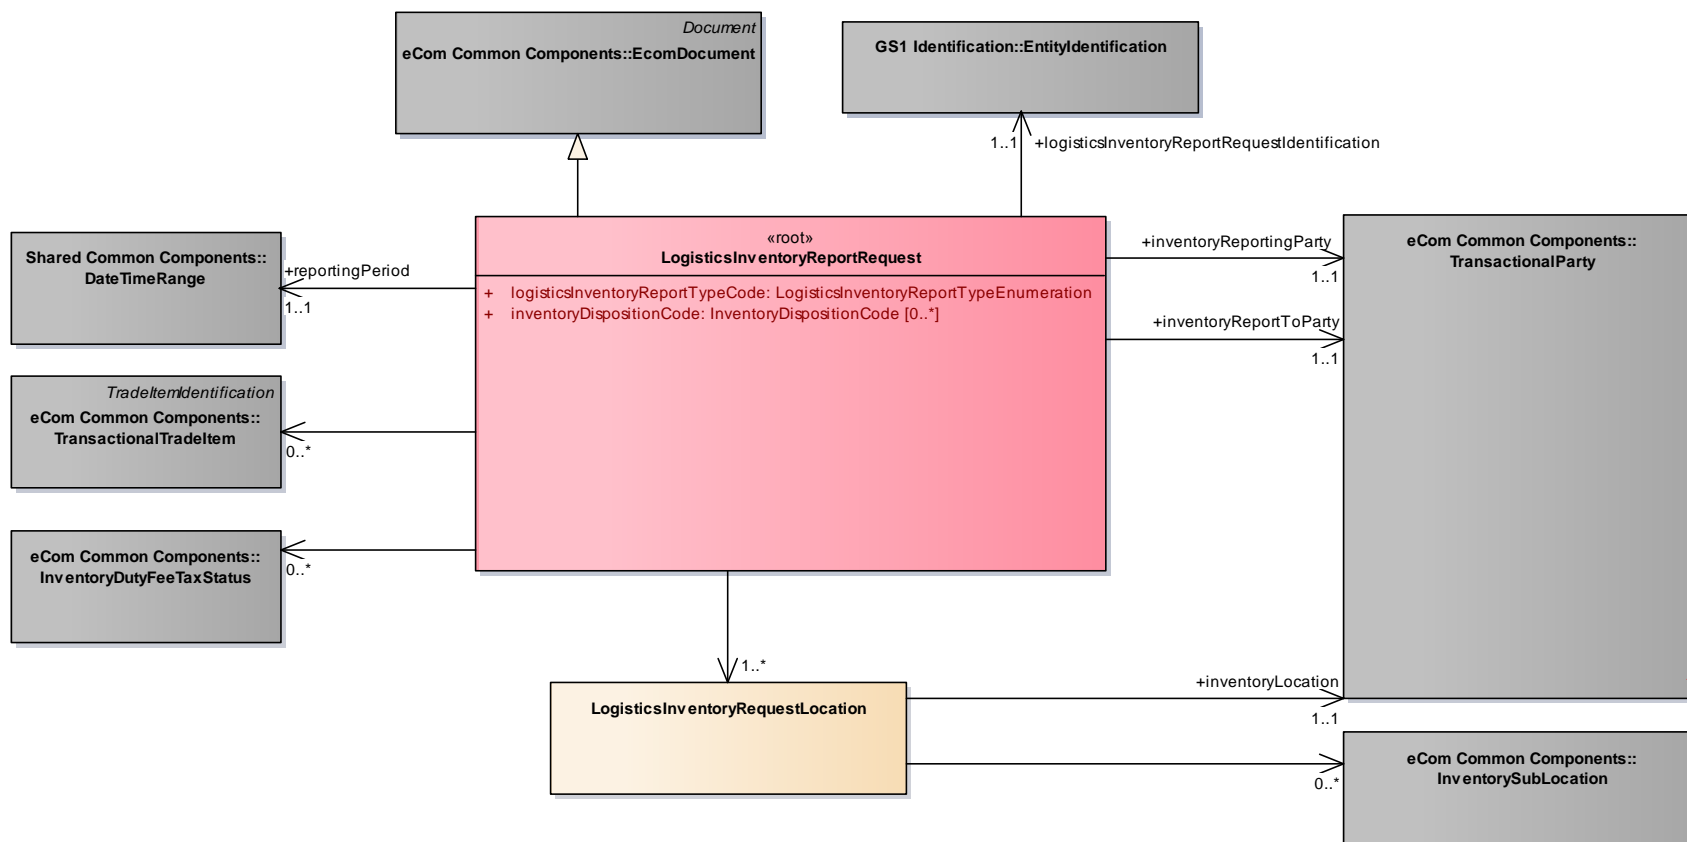 Document
eCom Common Components::EcomDocument
GS1 Identification::EntityIdentification
1..1
+logisticsInventoryReportRequestIdentification
Shared Common Components::
DateTimeRange
+reportingPeriod
1..1
«root»
LogisticsInventoryReportRequest
+ logisticsInventoryReportTypeCode: LogisticsInventoryReportTypeEnumeration
+ inventoryDispositionCode: InventoryDispositionCode [0..*]
+inventoryReportingParty
1..1
+inventoryReportToParty
1..1
eCom Common Components::
TransactionalParty
TradeItemIdentification
eCom Common Components::
TransactionalTradeItem
0..*
eCom Common Components::
InventoryDutyFeeTaxStatus
0..*
1..*
LogisticsInventoryRequestLocation
+inventoryLocation
1..1
0..*
eCom Common Components::
InventorySubLocation